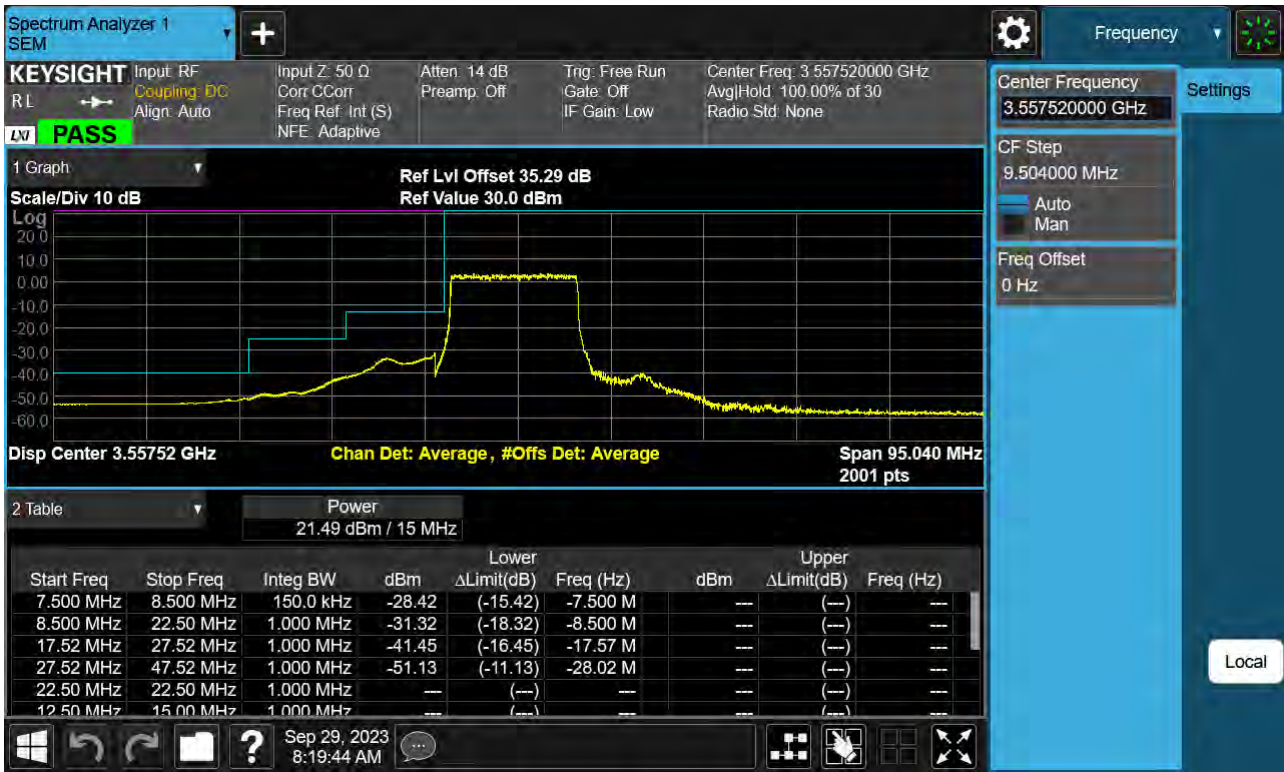 Spectrum Analyzer 1
SEM
+
Frequency
KEYSIGHT
RL
LXI
PASS
Input: RF
Coupling: DC
Align: Auto
Input Z: 50 Ω
Corr CCorr
Freq Ref: Int (S)
NFE: Adaptive
Atten: 14 dB
Preamp: Off
Trig: Free Run
Gate: Off
IF Gain: Low
Center Freq: 3.557520000 GHz
Avg|Hold: 100.00% of 30
Radio Std: None
Center Frequency
3.557520000 GHz
Settings
CF Step
9.504000 MHz
Auto
Man
Freq Offset
0 Hz
1 Graph
Scale/Div 10 dB
Ref Lvl Offset 35.29 dB
Ref Value 30.0 dBm
Log
20.0
10.0
0.00
-10.0
-20.0
-30.0
-40.0
-50.0
-60.0
Disp Center 3.55752 GHz
Chan Det: Average, #Offs Det: Average
Span 95.040 MHz
2001 pts
2 Table
Power
21.49 dBm / 15 MHz
Lower Upper
Start Freq Stop Freq Integ BW dBm ΔLimit(dB) Freq (Hz) dBm ΔLimit(dB) Freq (Hz)
7.500 MHz 8.500 MHz 150.0 kHz -28.42 (-15.42) -7.500 M --- (---) ---
8.500 MHz 22.50 MHz 1.000 MHz -31.32 (-18.32) -8.500 M --- (---) ---
17.52 MHz 27.52 MHz 1.000 MHz -41.45 (-16.45) -17.57 M --- (---) ---
27.52 MHz 47.52 MHz 1.000 MHz -51.13 (-11.13) -28.02 M --- (---) ---
22.50 MHz 22.50 MHz 1.000 MHz --- (---) --- --- (---) ---
12.50 MHz 15.00 MHz 1.000 MHz --- (---) --- --- (---) ---
Local
?
Sep 29, 2023
8:19:44 AM